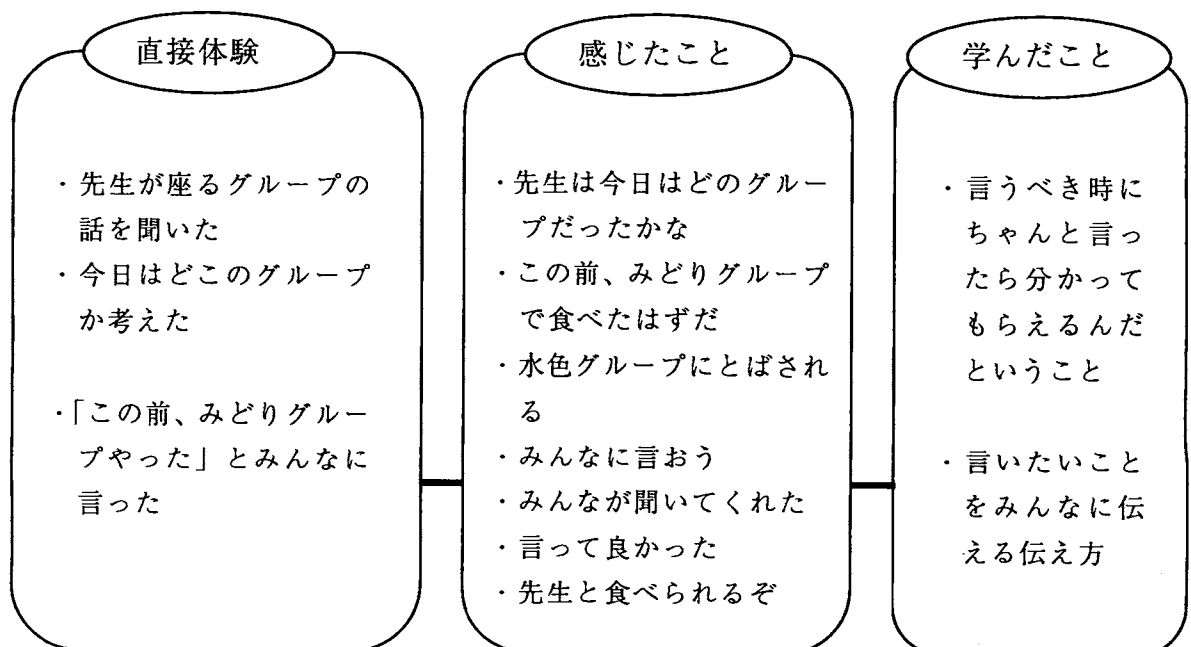 直接体験
・先生が座るグループの
話を聞いた
・今日はどこのグループ
か考えた
・「この前、みどりグルー
プやった」とみんなに
言った
感じたこと
・先生は今日はどのグルー
プだったかな
・この前、みどりグループ
で食べたはずだ
・水色グループにとばされ
る
・みんなに言おう
・みんなが聞いてくれた
・言って良かった
・先生と食べられるぞ
学んだこと
・言うべき時に
ちゃんと言っ
たら分かって
もらえるんだ
ということ
・言いたいこと
をみんなに伝
える伝え方